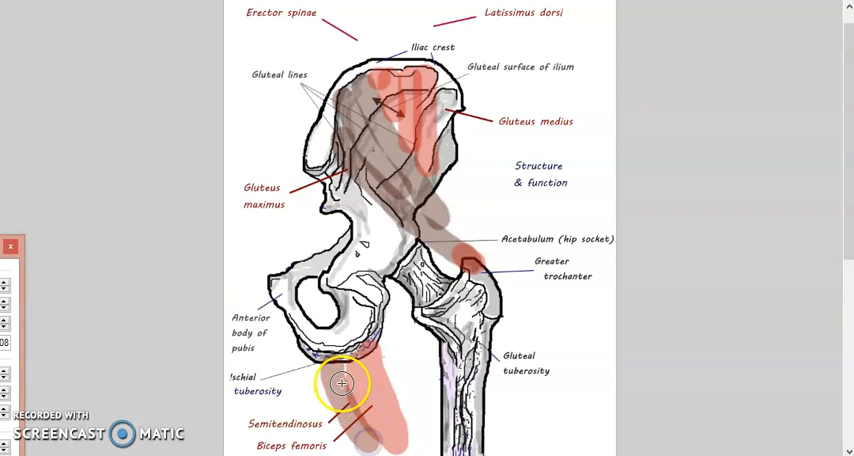 Erector spinae
Latissimus dorsi
Iliac crest
Gluteal lines
Gluteal surface of ilium
Gluteus medius
Structure
& function
Gluteus
maximus
Acetabulum (hip socket)
Greater
trochanter
Anterior
body of
pubis
Gluteal
tuberosity
Ischial
tuberosity
Semitendinosus
Biceps femoris
x
08
RECORDED WITH
SCREENCAST MATIC